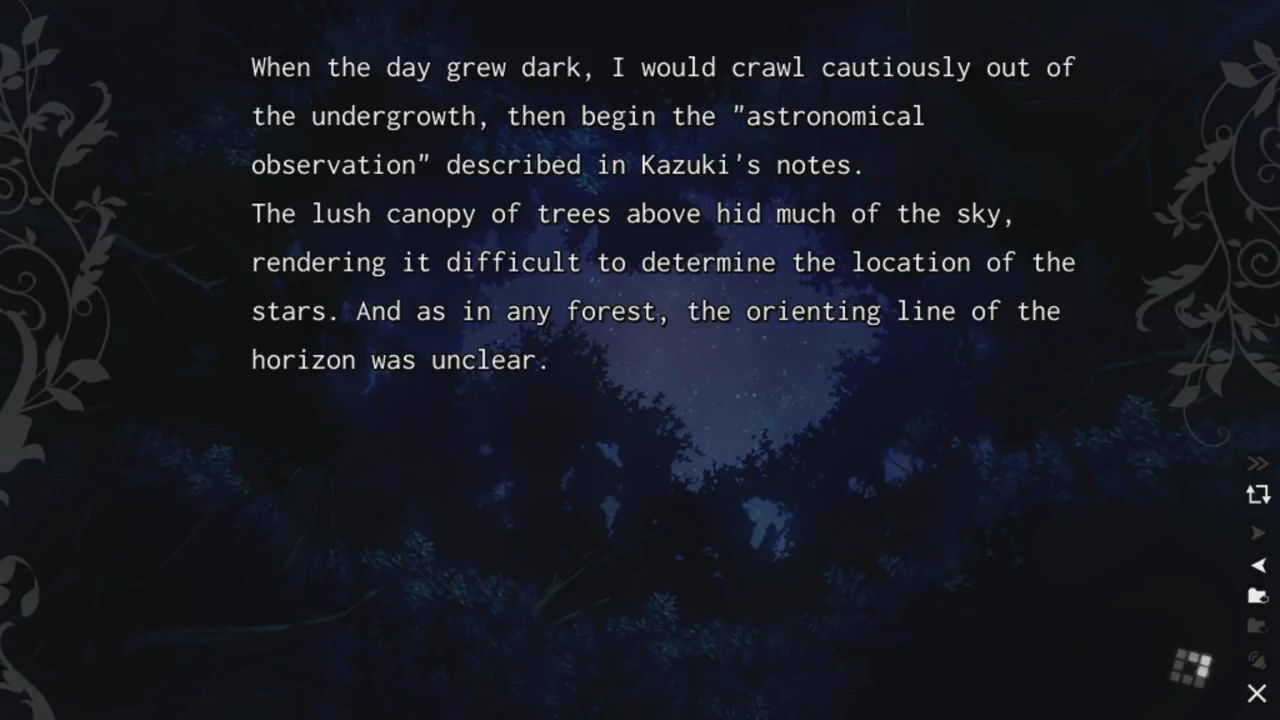 When the day grew dark, I would crawl cautiously out of
the undergrowth, then begin the "astronomical
observation" described in Kazuki's notes.
The lush canopy of trees above hid much of the sky,
rendering it difficult to determine the location of the
stars. And as in any forest, the orienting line of the
horizon was unclear.